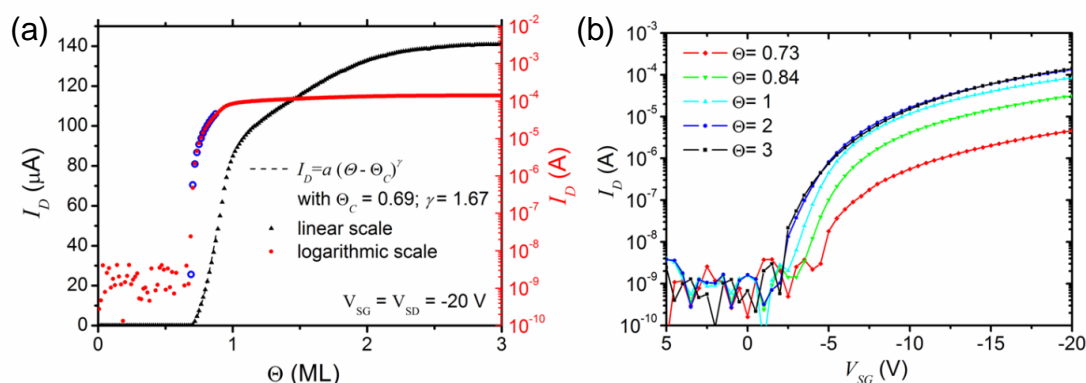 (a)
140
120
100
80
60
40
20
0
I_D (μA)
10^-2
10^-3
10^-4
10^-5
10^-6
10^-7
10^-8
10^-9
10^-10
I_D (A)
I_D=a (Θ - Θ_C)^γ
with Θ_C = 0.69; γ = 1.67
linear scale
logarithmic scale
V_SG = V_SD = -20 V
0 1 2 3
Θ (ML)
(b)
10^-3
10^-4
10^-5
10^-6
10^-7
10^-8
10^-9
10^-10
I_D (A)
Θ= 0.73
Θ= 0.84
Θ= 1
Θ= 2
Θ= 3
5 0 -5 -10 -15 -20
V_SG (V)